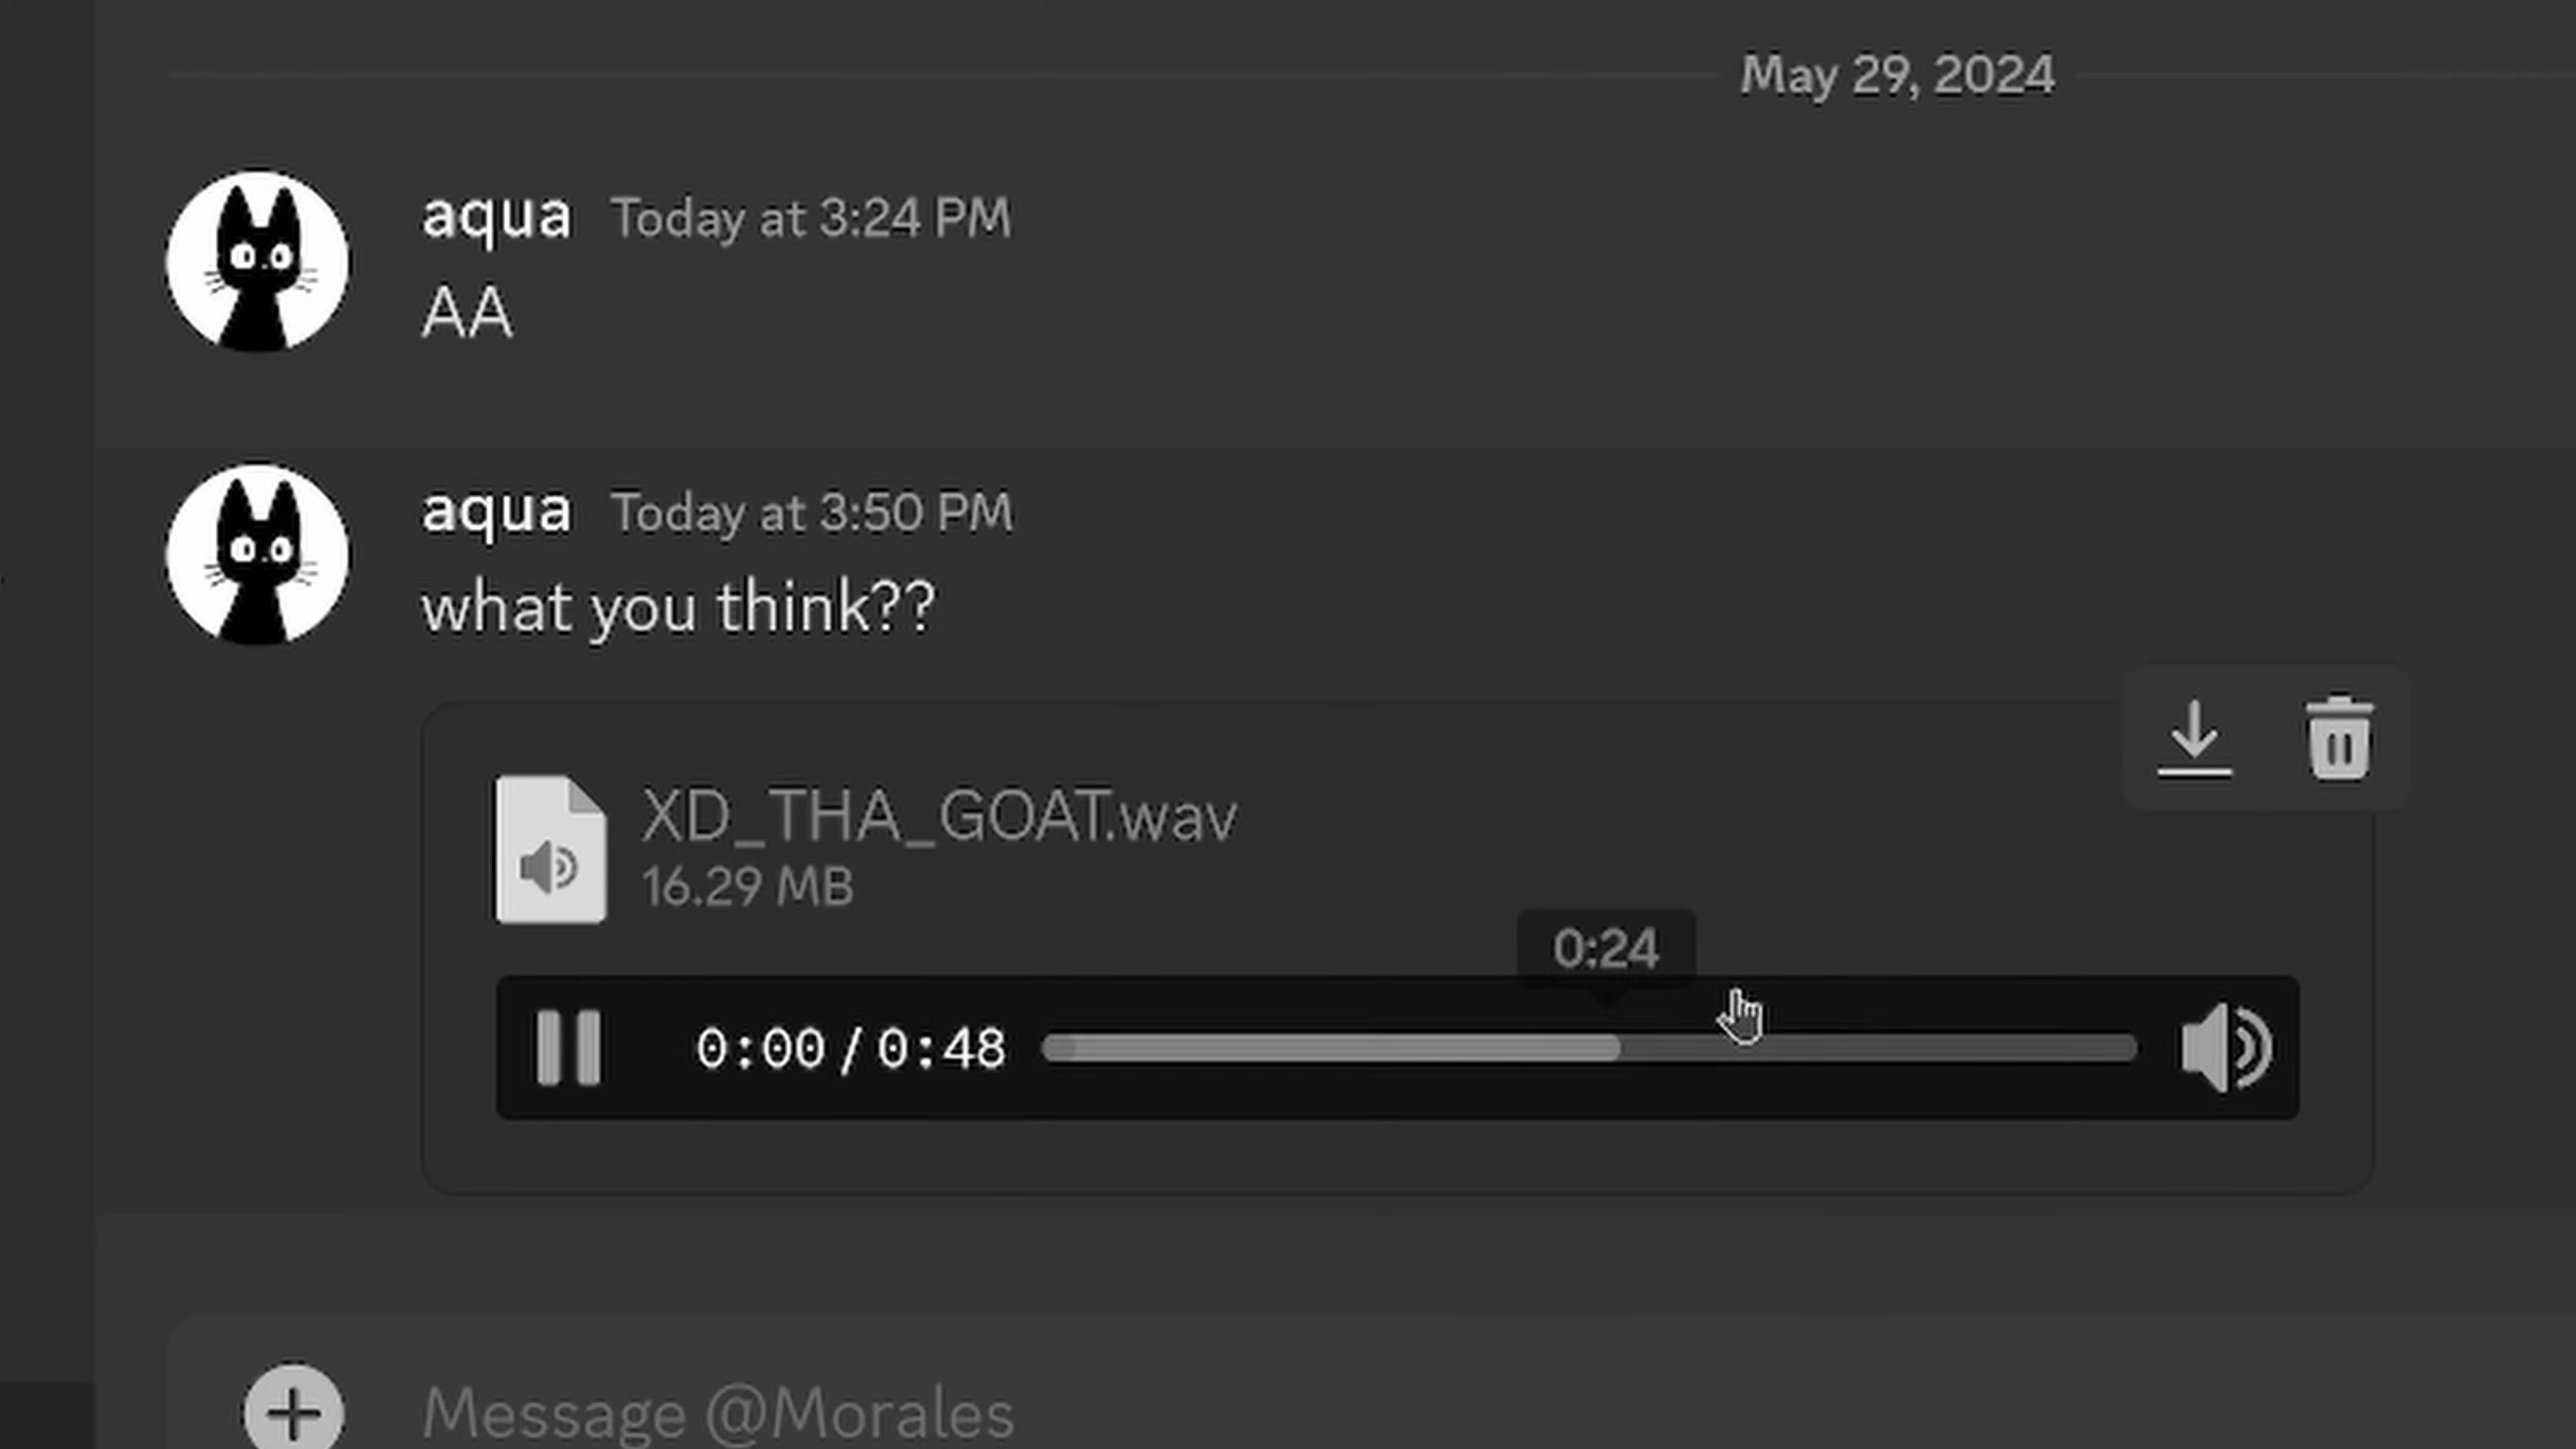 May 29, 2024
aqua Today at 3:24 PM
AA
aqua Today at 3:50 PM
what you think??
XD_THA_GOAT.wav
16.29 MB
0:24
0:00 / 0:48
Message @Morales